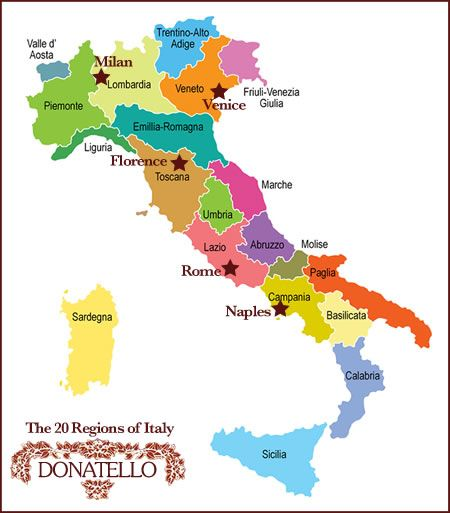 Trentino-Alto
Adige
Valle d'
Aosta
Milan
Lombardia
Veneto
Venice
Friuli-Venezia
Giulia
Piemonte
Emillia-Romagna
Liguria
Florence
Toscana
Marche
Umbria
Lazio
Abruzzo
Molise
Rome
Paglia
Campania
Naples
Basilicata
Sardegna
Calabria
The 20 Regions of Italy
DONATELLO
Sicilia